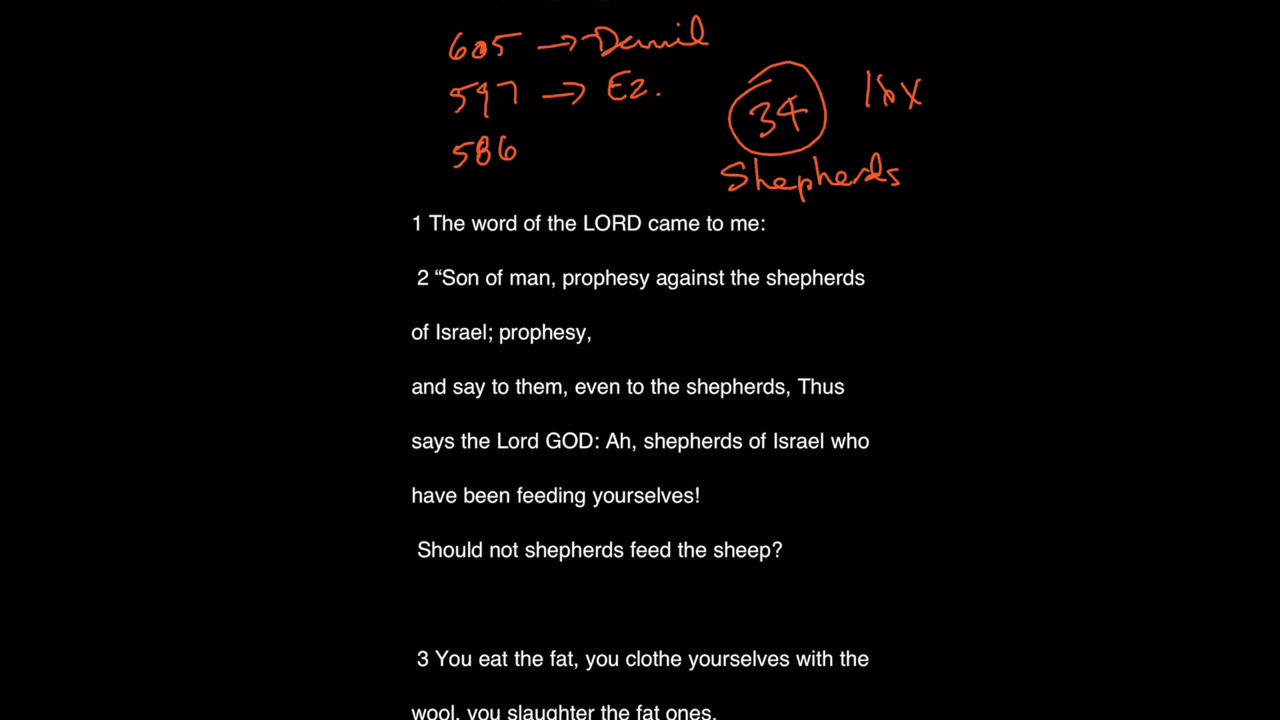 605 → Daniel
597 → Ez.
586
34
16x
Shepherds
1 The word of the LORD came to me:
2 “Son of man, prophesy against the shepherds
of Israel; prophesy,
and say to them, even to the shepherds, Thus
says the Lord GOD: Ah, shepherds of Israel who
have been feeding yourselves!
Should not shepherds feed the sheep?
3 You eat the fat, you clothe yourselves with the
wool, you slaughter the fat ones,